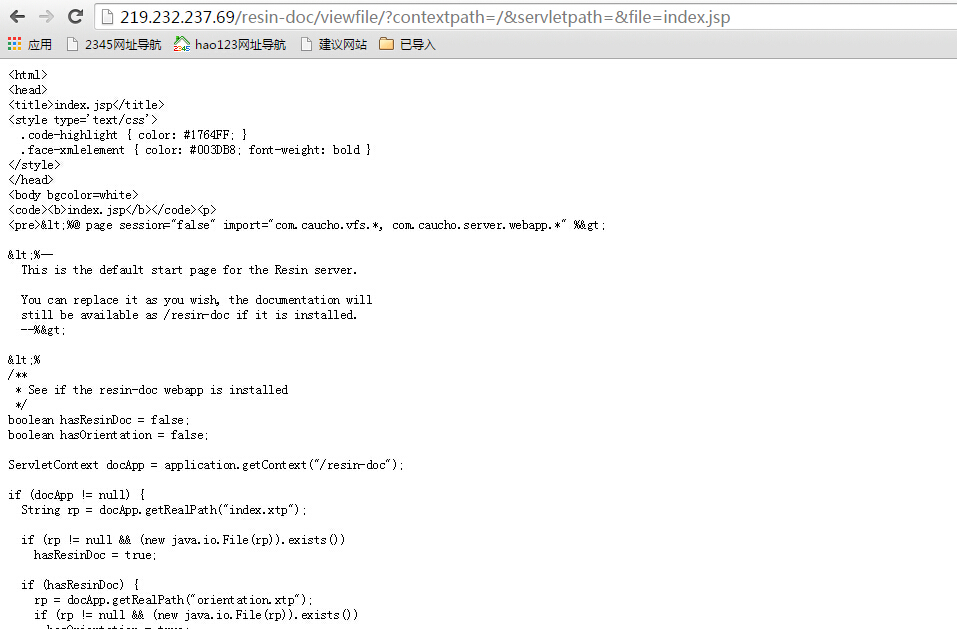 219.232.237.69/resin-doc/viewfile/?contextpath=/&servletpath=&file=index.jsp
应用 2345网址导航 hao123网址导航 建议网站 已导入
<html>
<head>
<title>index.jsp</title>
<style type='text/css'>
.code-highlight { color: #1764FF; }
.face-xmlelement { color: #003DB8; font-weight: bold }
</style>
</head>
<body bgcolor=white>
<code><b>index.jsp</b></code><p>
<pre>&lt;%@ page session="false" import="com.caucho.vfs.*, com.caucho.server.webapp.*" %&gt;
&lt;%--
This is the default start page for the Resin server.
You can replace it as you wish, the documentation will
still be available as /resin-doc if it is installed.
--%&gt;
&lt;%
/**
* See if the resin-doc webapp is installed
*/
boolean hasResinDoc = false;
boolean hasOrientation = false;
ServletContext docApp = application.getContext("/resin-doc");
if (docApp != null) {
String rp = docApp.getRealPath("index.xtp");
if (rp != null && (new java.io.File(rp)).exists())
hasResinDoc = true;
if (hasResinDoc) {
rp = docApp.getRealPath("orientation.xtp");
if (rp != null && (new java.io.File(rp)).exists())
hasOrientation = true;